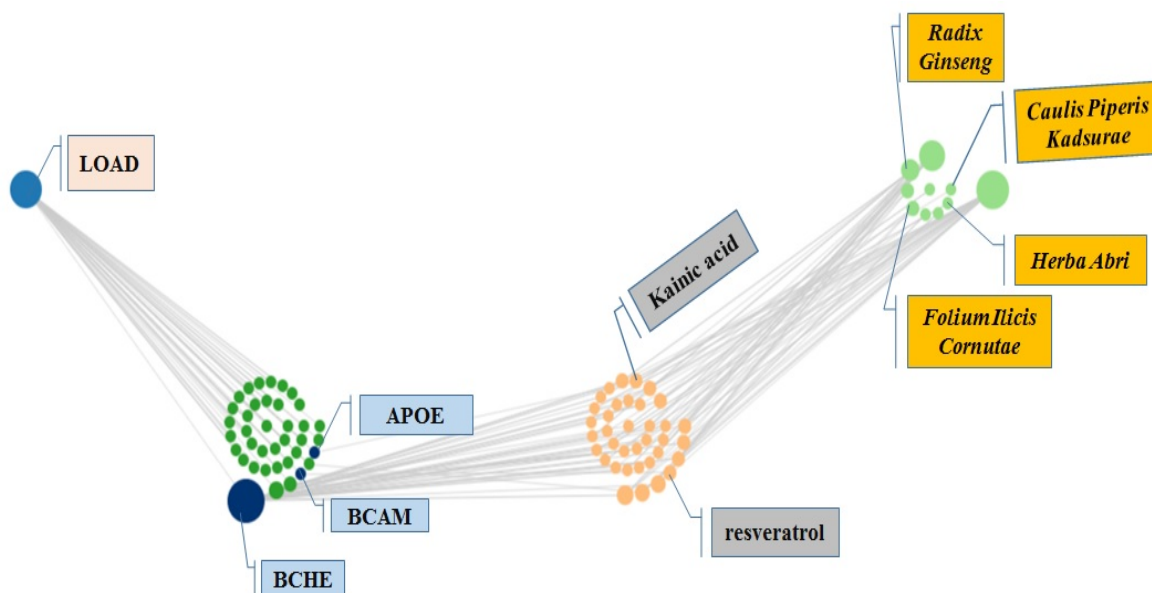 Radix
Ginseng
Caulis Piperis
Kadsurae
LOAD
Herba Abri
Kainic acid
Folium Ilicis
Cornutae
APOE
BCAM
resveratrol
BCHE